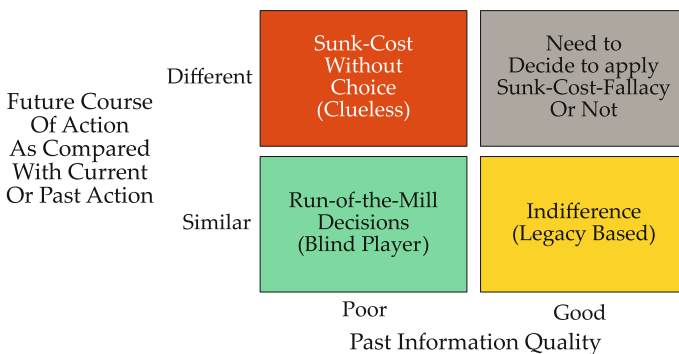 Future Course
Of Action
As Compared
With Current
Or Past Action
Different
Sunk-Cost
Without
Choice
(Clueless)
Need to
Decide to apply
Sunk-Cost-Fallacy
Or Not
Similar
Run-of-the-Mill
Decisions
(Blind Player)
Indifference
(Legacy Based)
Poor
Good
Past Information Quality